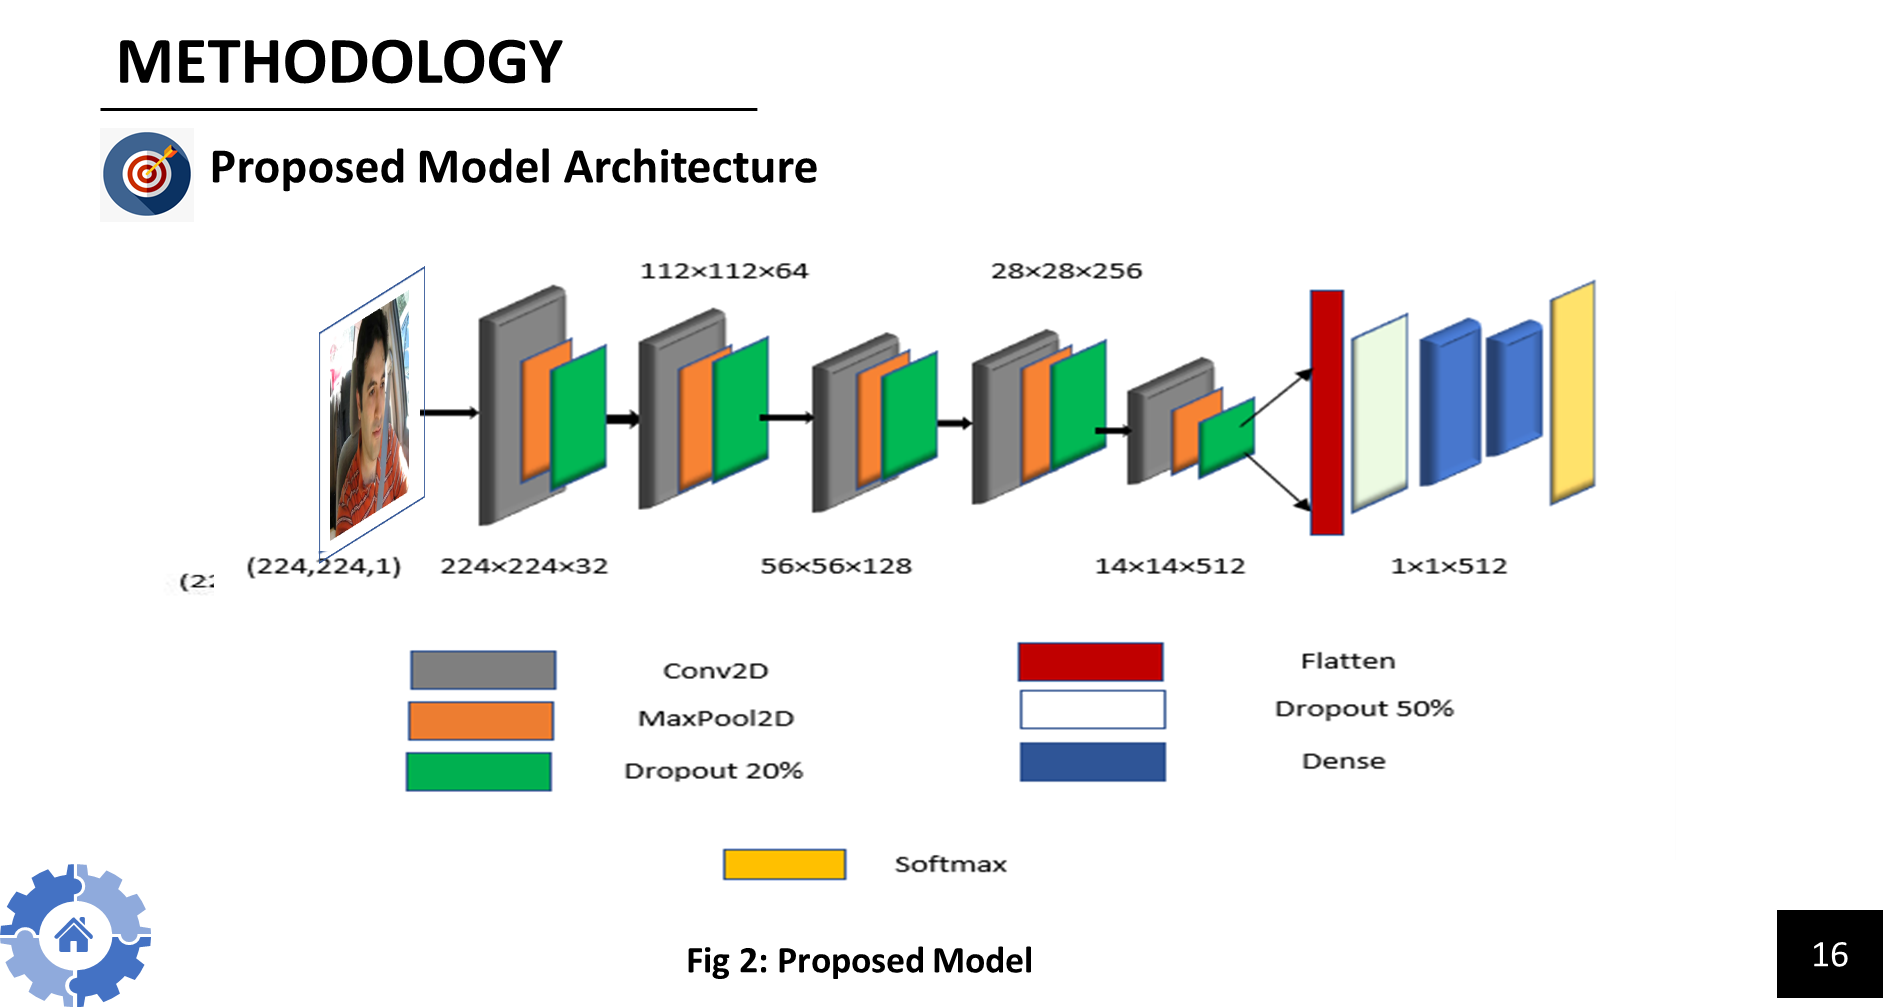 METHODOLOGY
Proposed Model Architecture
112×112×64
28×28×256
(224,224,1)
224×224×32
56×56×128
14×14×512
1×1×512
(22
Conv2D
Flatten
MaxPool2D
Dropout 50%
Dropout 20%
Dense
Softmax
Fig 2: Proposed Model
16